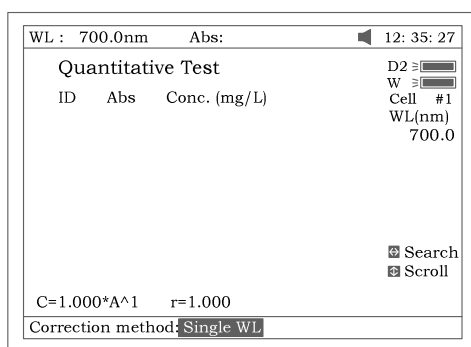 WL : 700.0nm Abs: 12: 35: 27
Quantitative Test
ID Abs Conc. (mg/L)
D2
W
Cell #1
WL(nm)
700.0
Search
Scroll
C=1.000*A^1 r=1.000
Correction method: Single WL